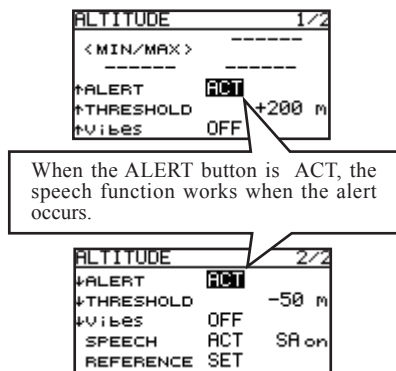 ALTITUDE 1/2
------
<MIN/MAX>
------ ------
↑ALERT ACT
↑THRESHOLD +200 m
↑Vibes OFF
When the ALERT button is ACT, the
speech function works when the alert
occurs.
ALTITUDE 2/2
↓ALERT ACT
↓THRESHOLD -50 m
↓Vibes OFF
SPEECH ACT SA on
REFERENCE SET